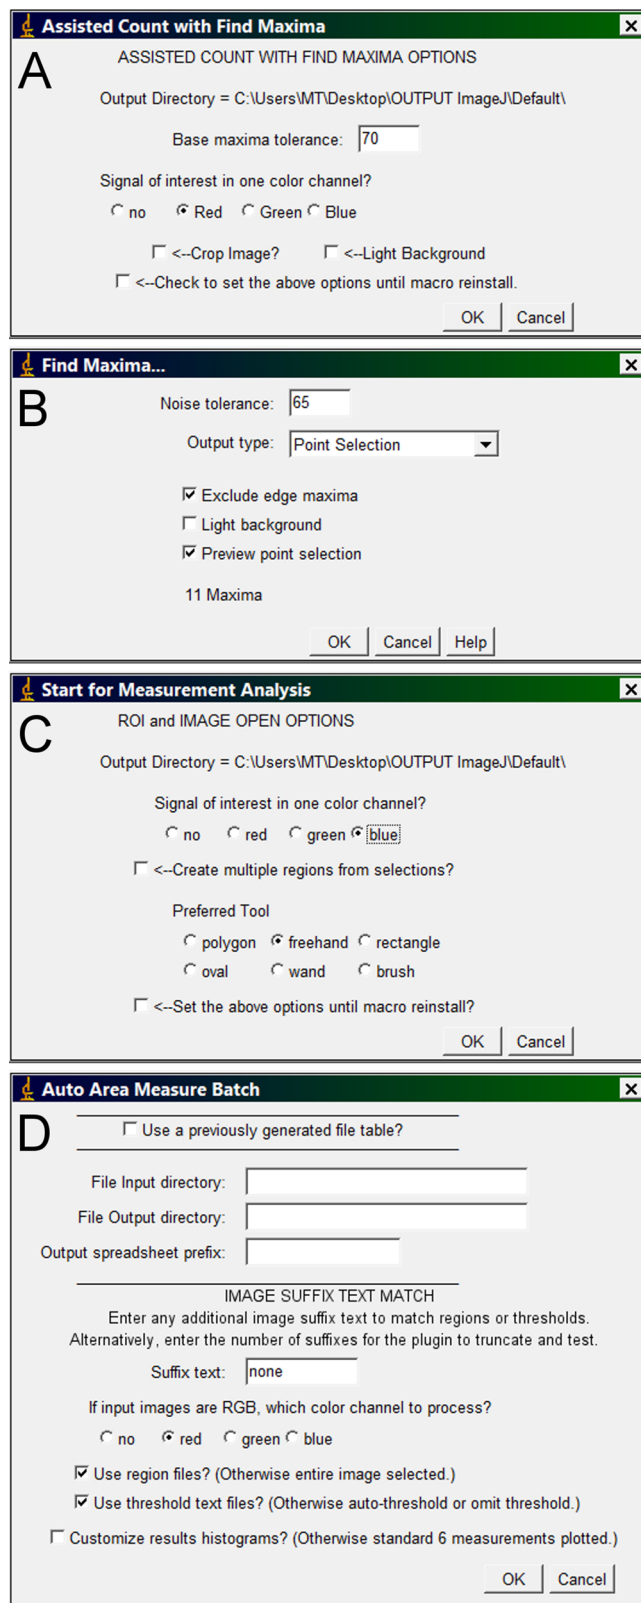 Assisted Count with Find Maxima
A
ASSISTED COUNT WITH FIND MAXIMA OPTIONS
Output Directory = C:\Users\MT\Desktop\OUTPUT ImageJ\Default\
Base maxima tolerance: 70
Signal of interest in one color channel?
no Red Green Blue
<--Crop Image? <--Light Background
<--Check to set the above options until macro reinstall.
OK Cancel
Find Maxima...
B
Noise tolerance: 65
Output type: Point Selection
Exclude edge maxima
Light background
Preview point selection
11 Maxima
OK Cancel Help
Start for Measurement Analysis
C
ROI and IMAGE OPEN OPTIONS
Output Directory = C:\Users\MT\Desktop\OUTPUT ImageJ\Default\
Signal of interest in one color channel?
no red green blue
<--Create multiple regions from selections?
Preferred Tool
polygon freehand rectangle
oval wand brush
<--Set the above options until macro reinstall?
OK Cancel
Auto Area Measure Batch
D
Use a previously generated file table?
File Input directory:
File Output directory:
Output spreadsheet prefix:
IMAGE SUFFIX TEXT MATCH
Enter any additional image suffix text to match regions or thresholds.
Alternatively, enter the number of suffixes for the plugin to truncate and test.
Suffix text: none
If input images are RGB, which color channel to process?
no red green blue
Use region files? (Otherwise entire image selected.)
Use threshold text files? (Otherwise auto-threshold or omit threshold.)
Customize results histograms? (Otherwise standard 6 measurements plotted.)
OK Cancel